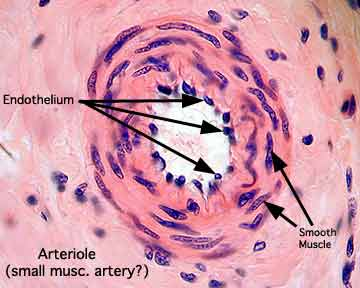 Endothelium
Smooth
Muscle
Arteriole
(small musc. artery?)